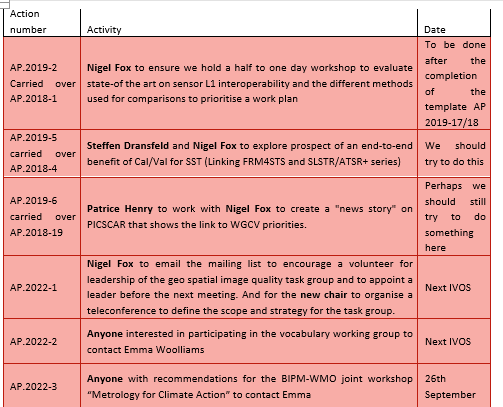 Action
number
Activity
Date
AP.2019-2
Carried over
AP.2018-1
Nigel Fox to ensure we hold a half to one day workshop to evaluate
state-of the art on sensor L1 interoperability and the different methods
used for comparisons to prioritise a work plan
To be done
after the
completion
of the
template AP
2019-17/18
AP.2019-5
carried over
AP.2018-4
Steffen Dransfeld and Nigel Fox to explore prospect of an end-to-end
benefit of Cal/Val for SST (Linking FRM4STS and SLSTR/ATSR+ series)
We should
try to do this
AP.2019-6
carried over
AP.2018-19
Patrice Henry to work with Nigel Fox to create a "news story" on
PICSCAR that shows the link to WGCV priorities.
Perhaps we
should still
try to do
something
here
AP.2022-1
Nigel Fox to email the mailing list to encourage a volunteer for
leadership of the geo spatial image quality task group and to appoint a
leader before the next meeting. And for the new chair to organise a
teleconference to define the scope and strategy for the task group.
Next IVOS
AP.2022-2
Anyone interested in participating in the vocabulary working group to
contact Emma Woolliams
Next IVOS
AP.2022-3
Anyone with recommendations for the BIPM-WMO joint workshop
“Metrology for Climate Action” to contact Emma
26th
September